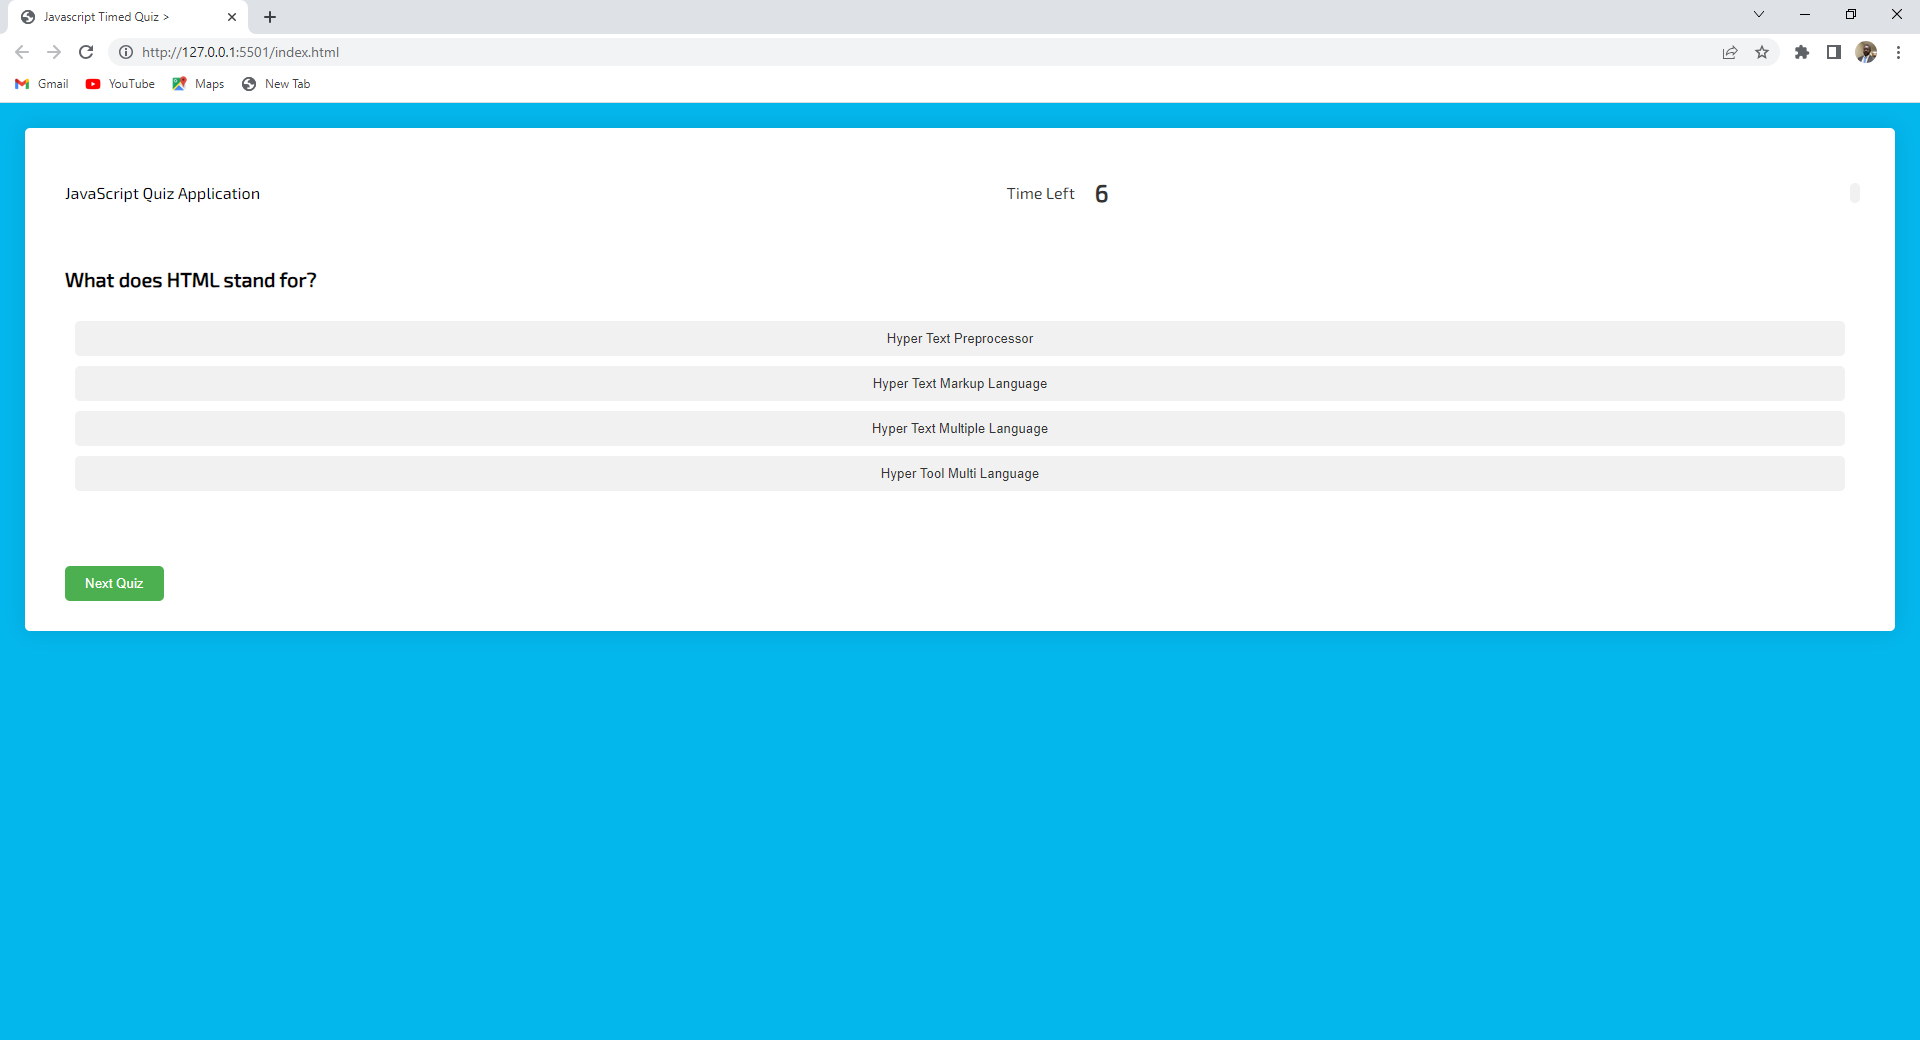 Javascript Timed Quiz >
http://127.0.0.1:5501/index.html
Gmail YouTube Maps New Tab
JavaScript Quiz Application Time Left 6
What does HTML stand for?
Hyper Text Preprocessor
Hyper Text Markup Language
Hyper Text Multiple Language
Hyper Tool Multi Language
Next Quiz